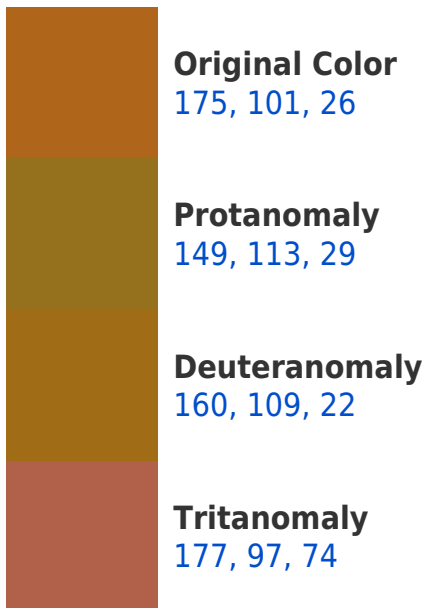 Original Color
175, 101, 26
Protanomaly
149, 113, 29
Deuteranomaly
160, 109, 22
Tritanomaly
177, 97, 74